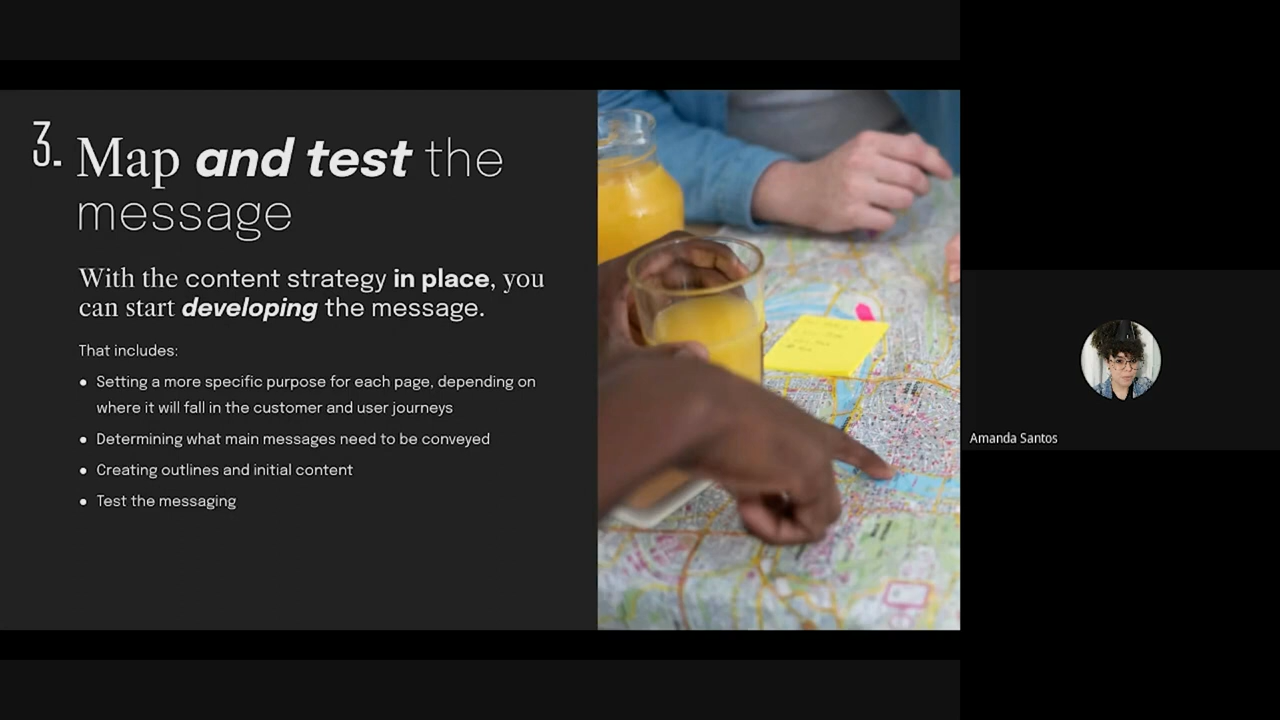 3. Map and test the
message
With the content strategy in place, you
can start developing the message.
That includes:
● Setting a more specific purpose for each page, depending on
where it will fall in the customer and user journeys
● Determining what main messages need to be conveyed
● Creating outlines and initial content
● Test the messaging
Amanda Santos